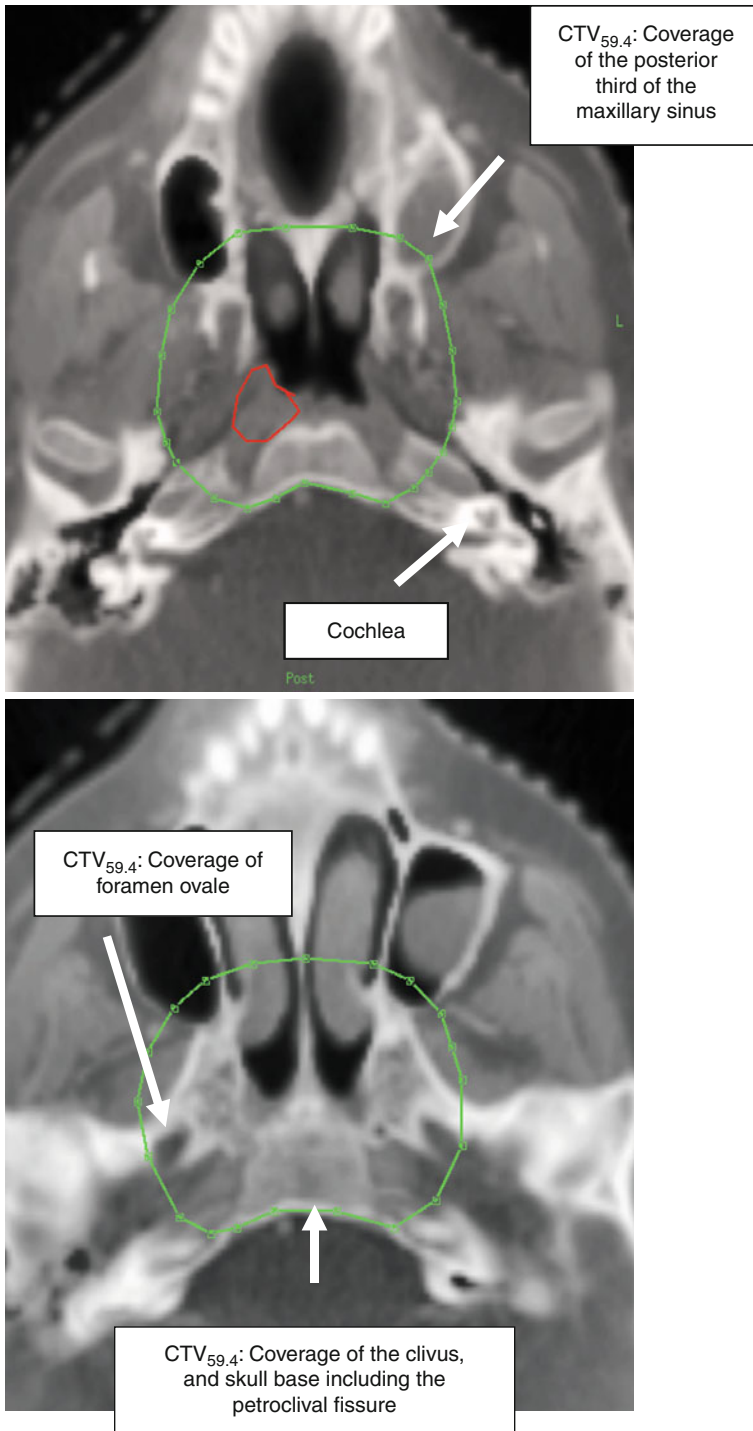 CTV59.4: Coverage
of the posterior
third of the
maxillary sinus
L
Cochlea
Post
CTV59.4: Coverage of
foramen ovale
CTV59.4: Coverage of the clivus,
and skull base including the
petroclival fissure